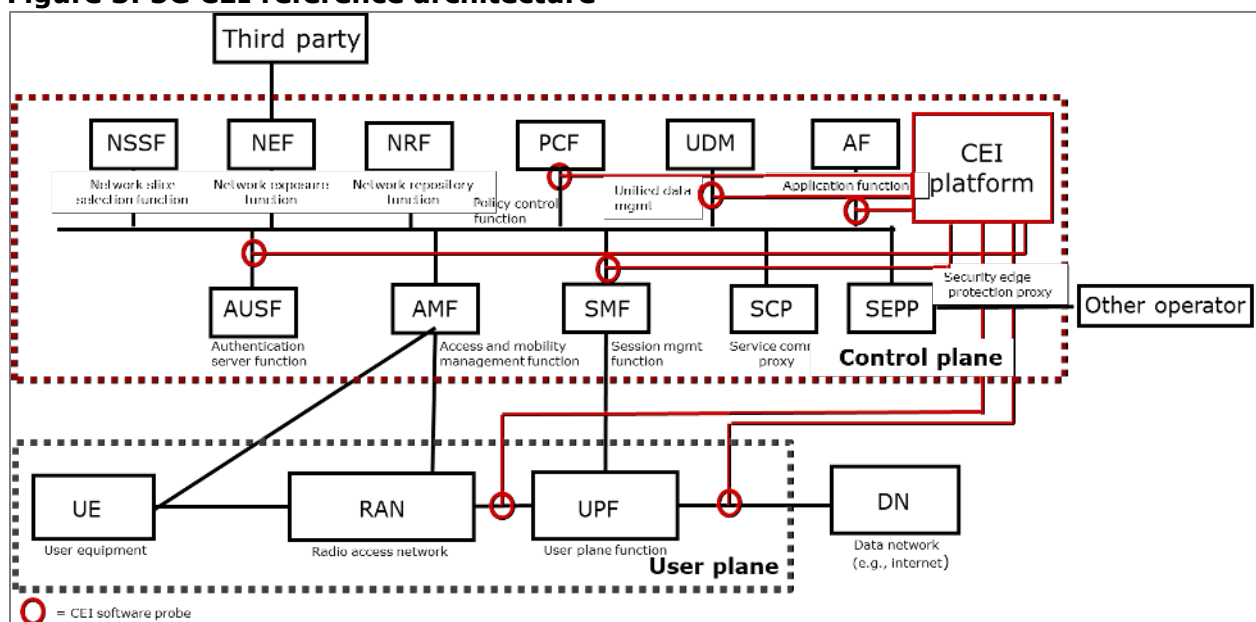 Figure 3: 5G CEI reference architecture
Third party
NSSF
NEF
NRF
PCF
UDM
AF
CEI
platform
Network slice
selection function
Network exposure
function
Network repository
function
Policy control
function
Unified data
mgmt
Application function
AUSF
AMF
SMF
SCP
SEPP
Security edge
protection proxy
Other operator
Authentication
server function
Access and mobility
management function
Session mgmt
function
Service comm
proxy
Control plane
UE
RAN
UPF
DN
User equipment
Radio access network
User plane function
Data network
(e.g., internet)
User plane
= CEI software probe